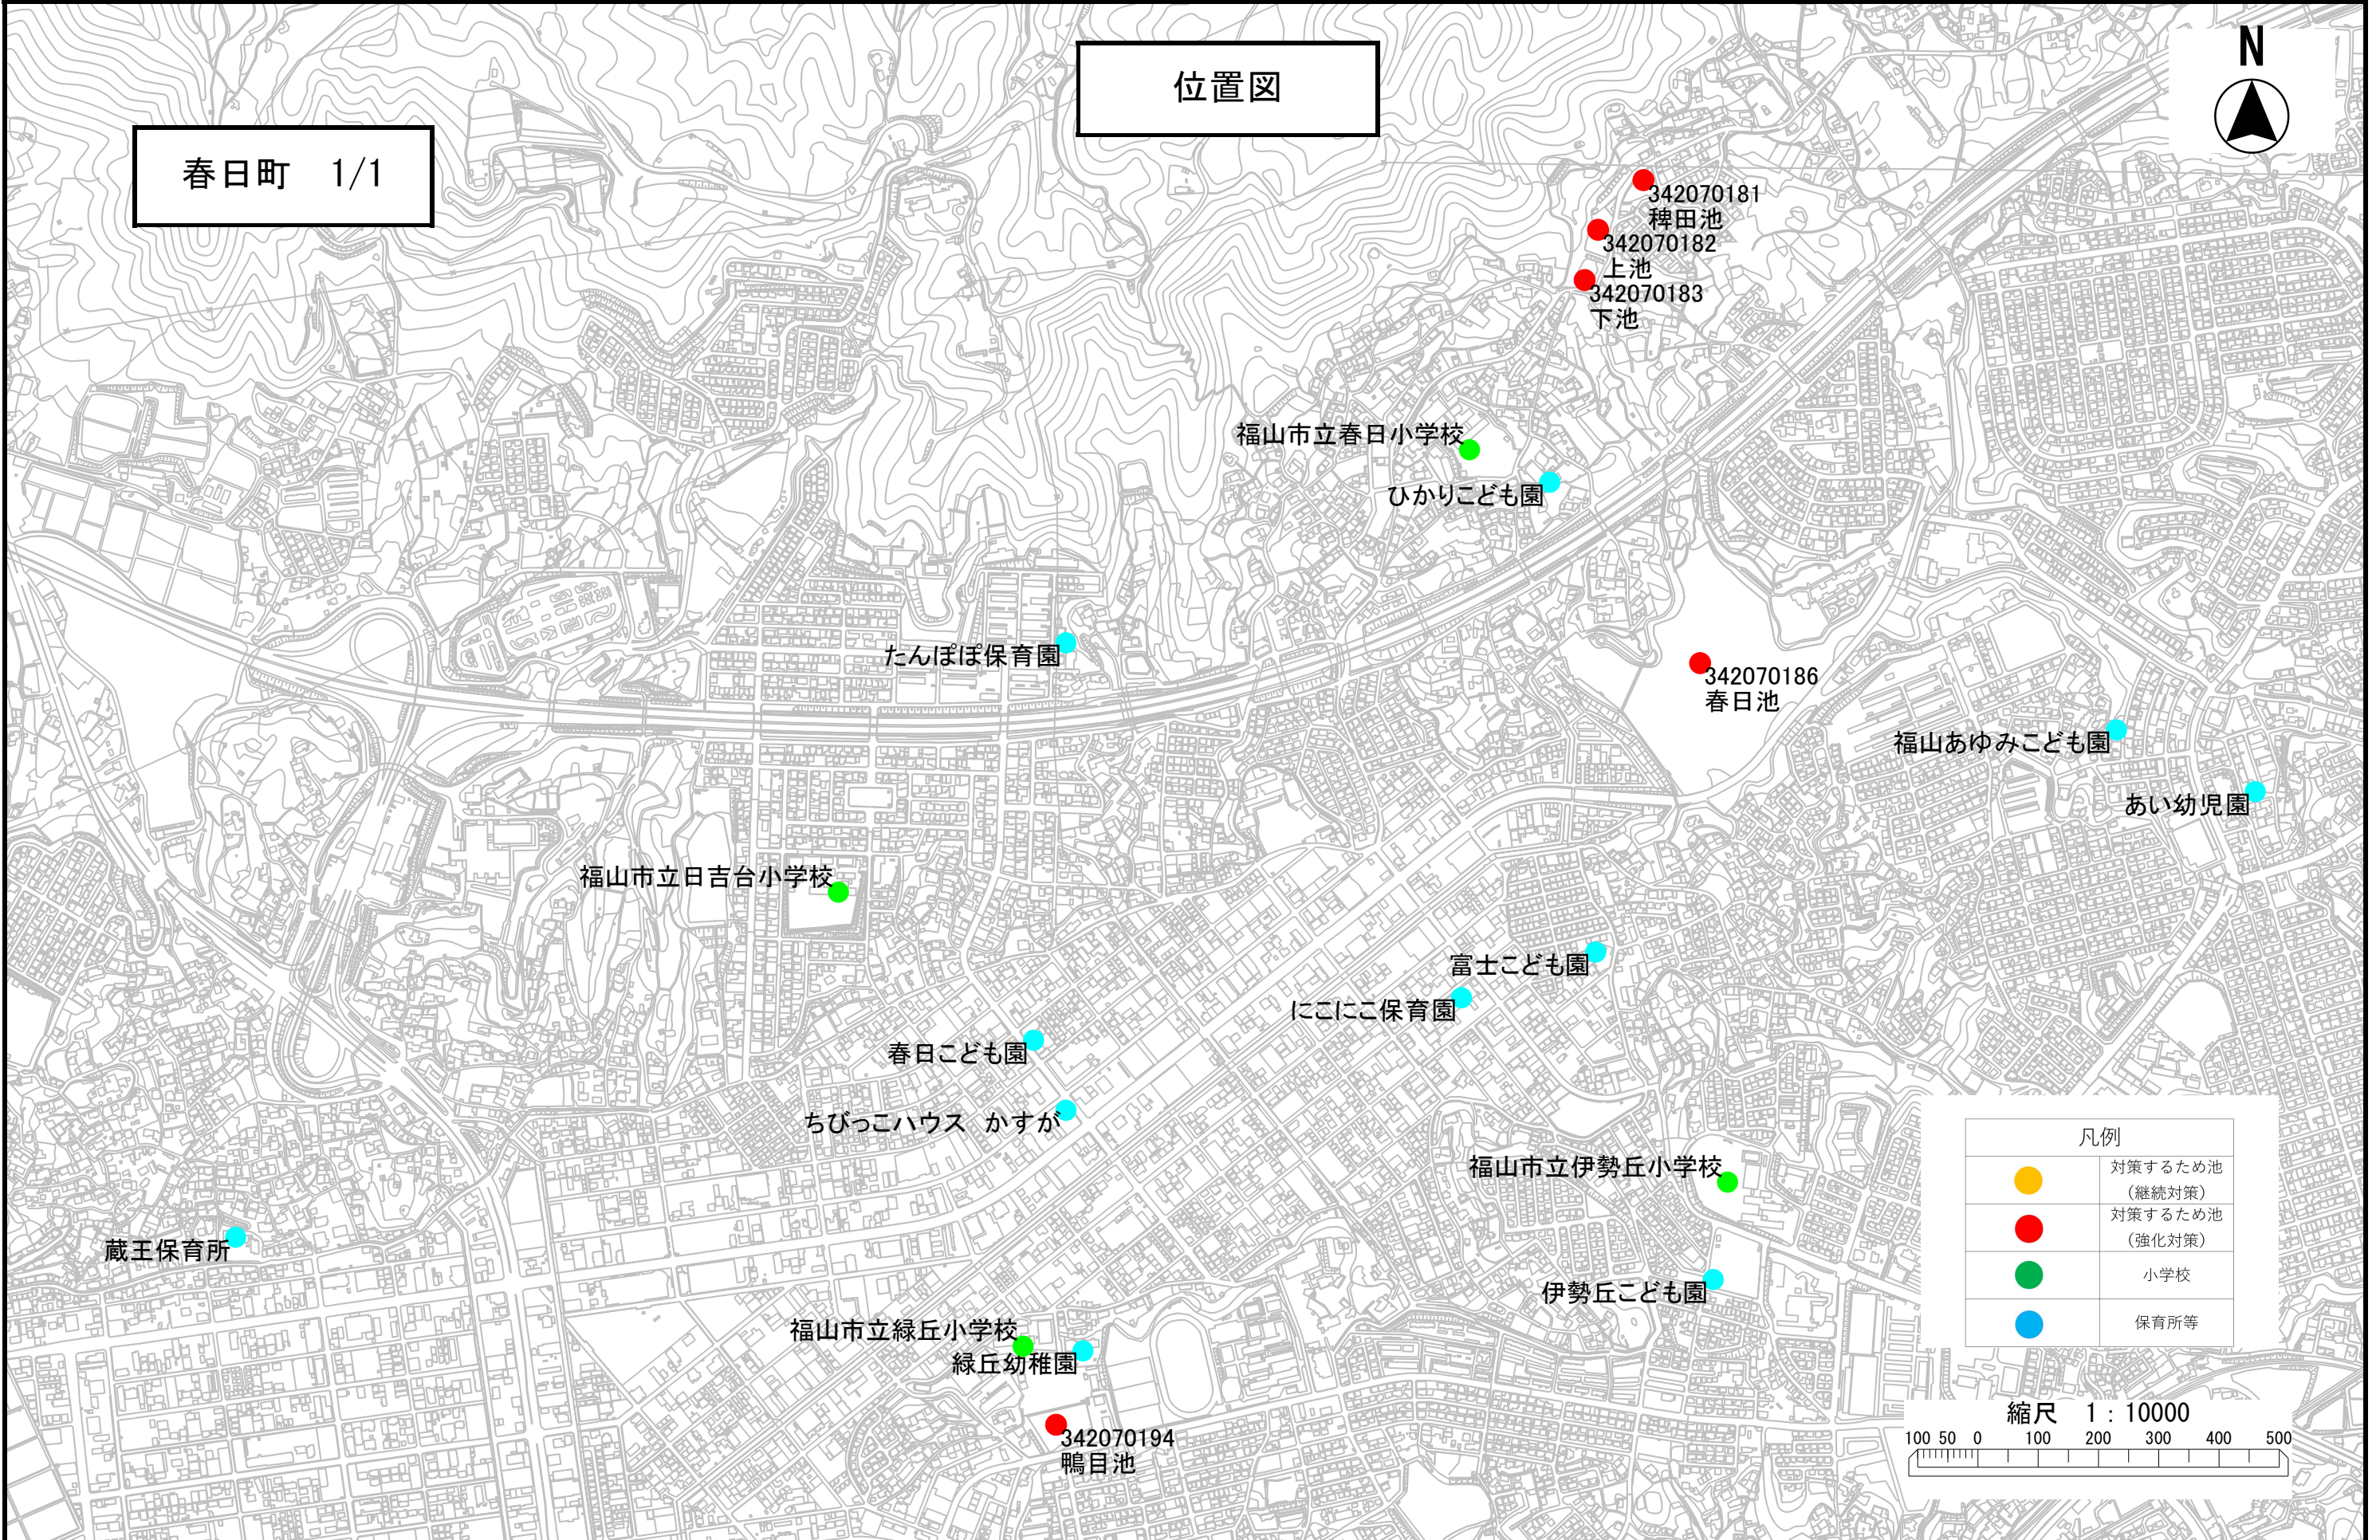 位置図
N
春日町　1/1
342070181
稗田池
342070182
上池
342070183
下池
福山市立春日小学校
ひかりこども園
たんぽぽ保育園
342070186
春日池
福山あゆみこども園
あい幼児園
福山市立日吉台小学校
富士こども園
にこにこ保育園
春日こども園
ちびっこハウス　かすが
福山市立伊勢丘小学校
蔵王保育所
伊勢丘こども園
福山市立緑丘小学校
緑丘幼稚園
342070194
鴨目池
凡例
対策するため池
（継続対策）
対策するため池
（強化対策）
小学校
保育所等
縮尺　1：10000
100 50 0 100 200 300 400 500